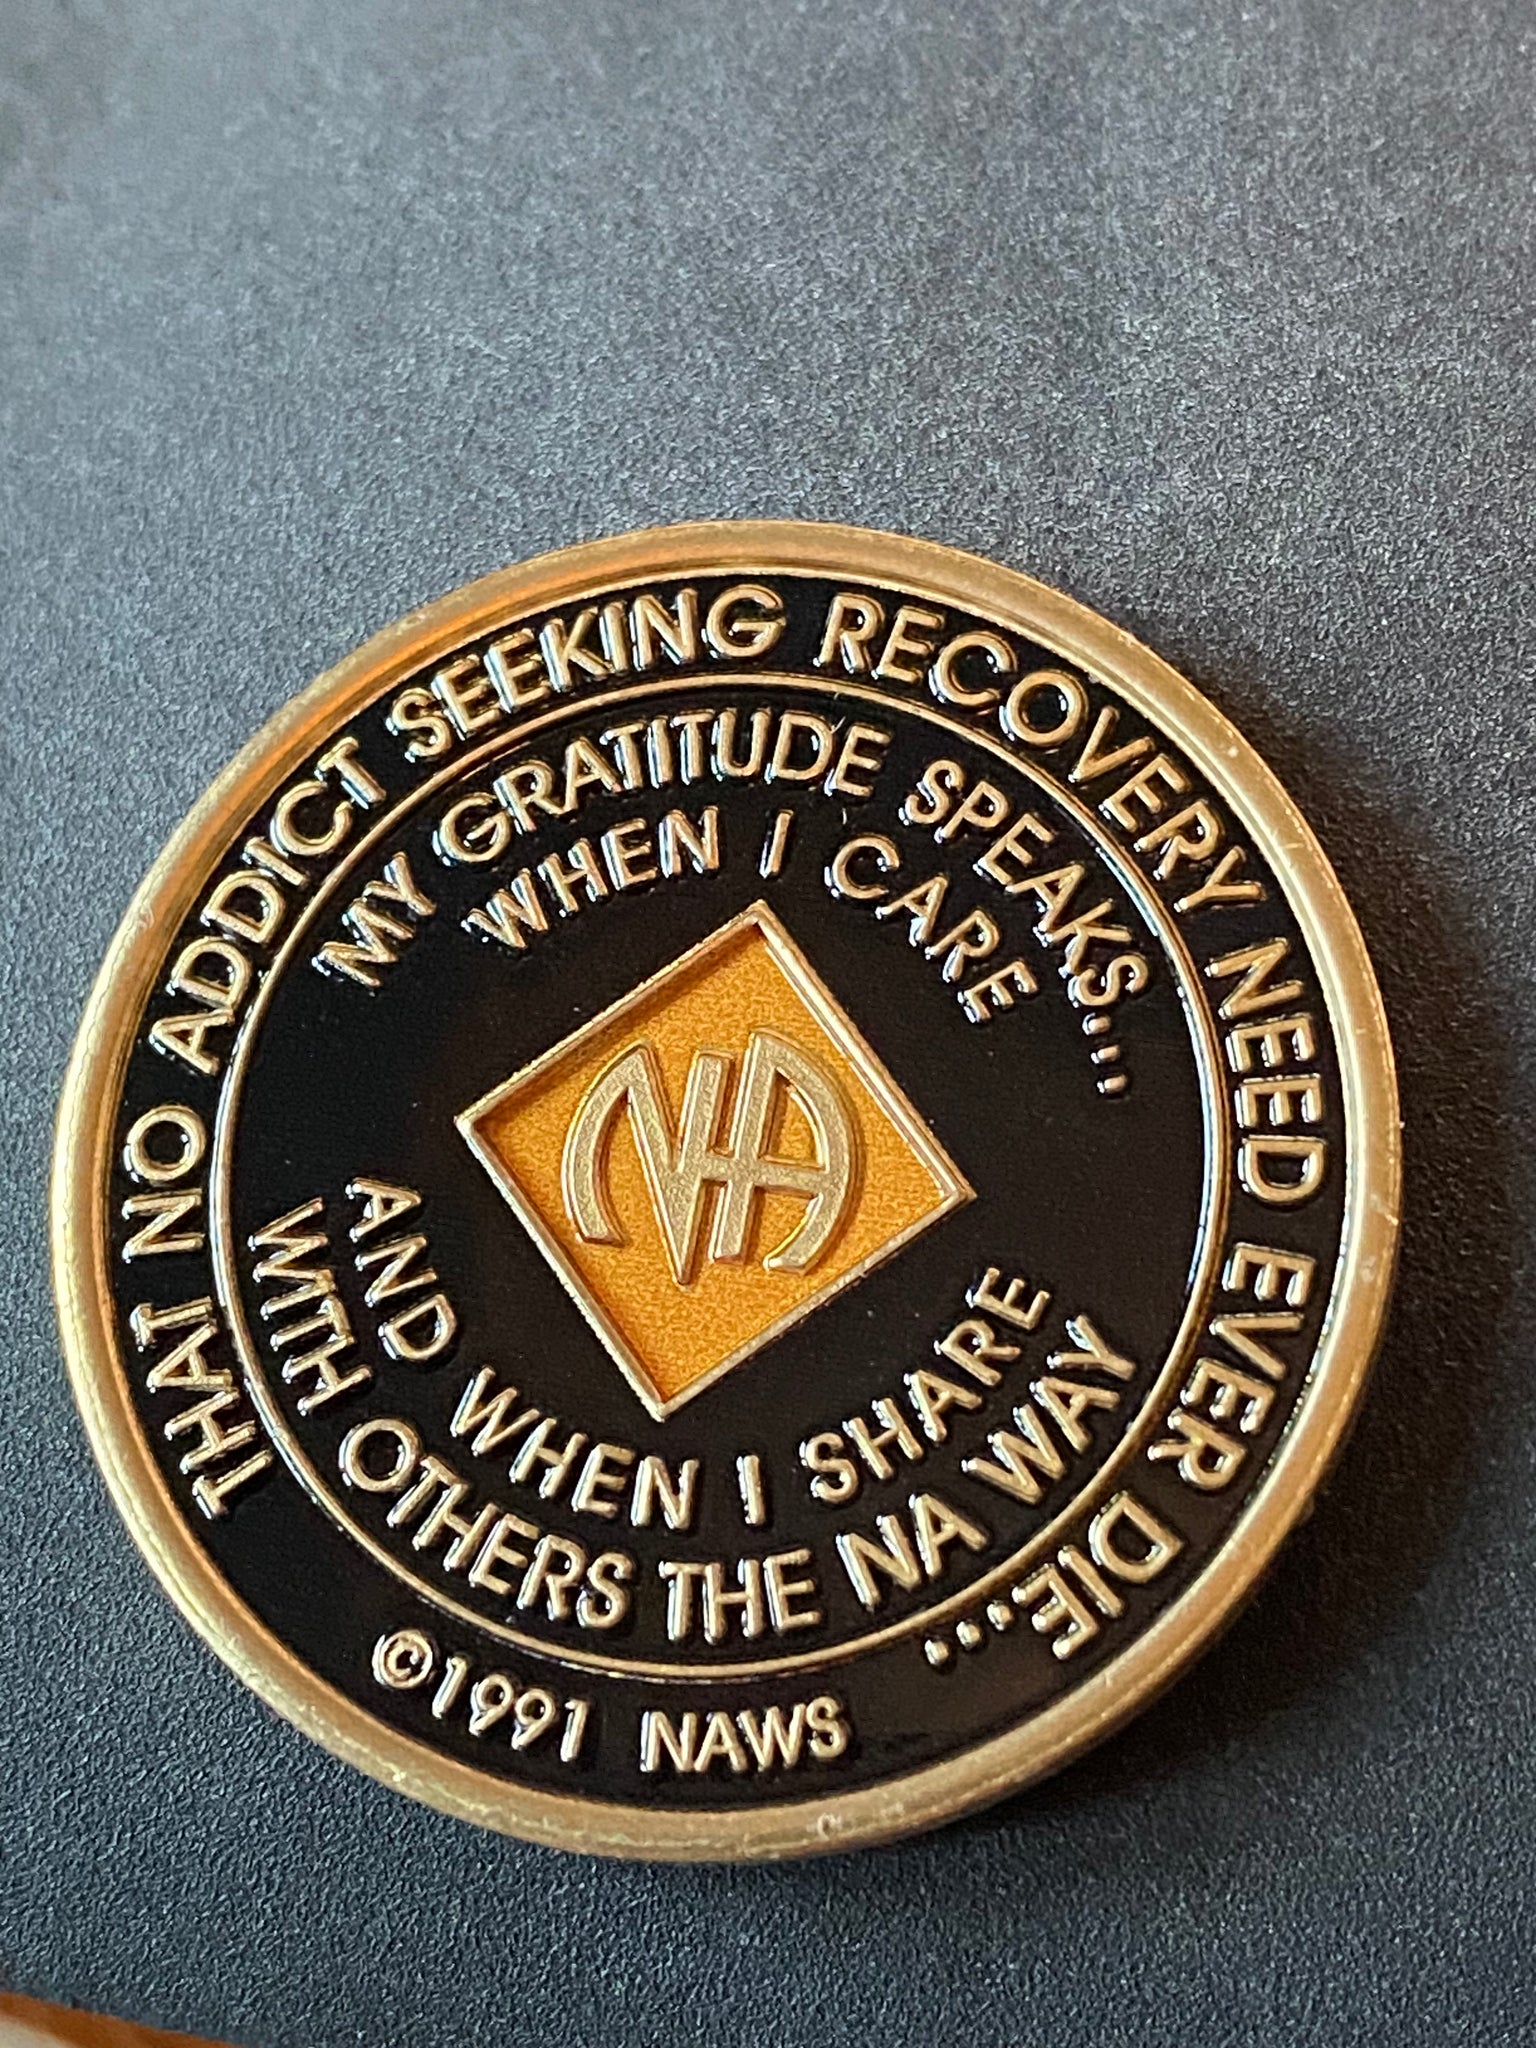 THAT NO ADDICT SEEKING RECOVERY NEED EVER DIE...
MY GRATITUDE SPEAKS...
WHEN I CARE
NA
AND WHEN I SHARE
WITH OTHERS THE NA WAY
©1991 NAWS